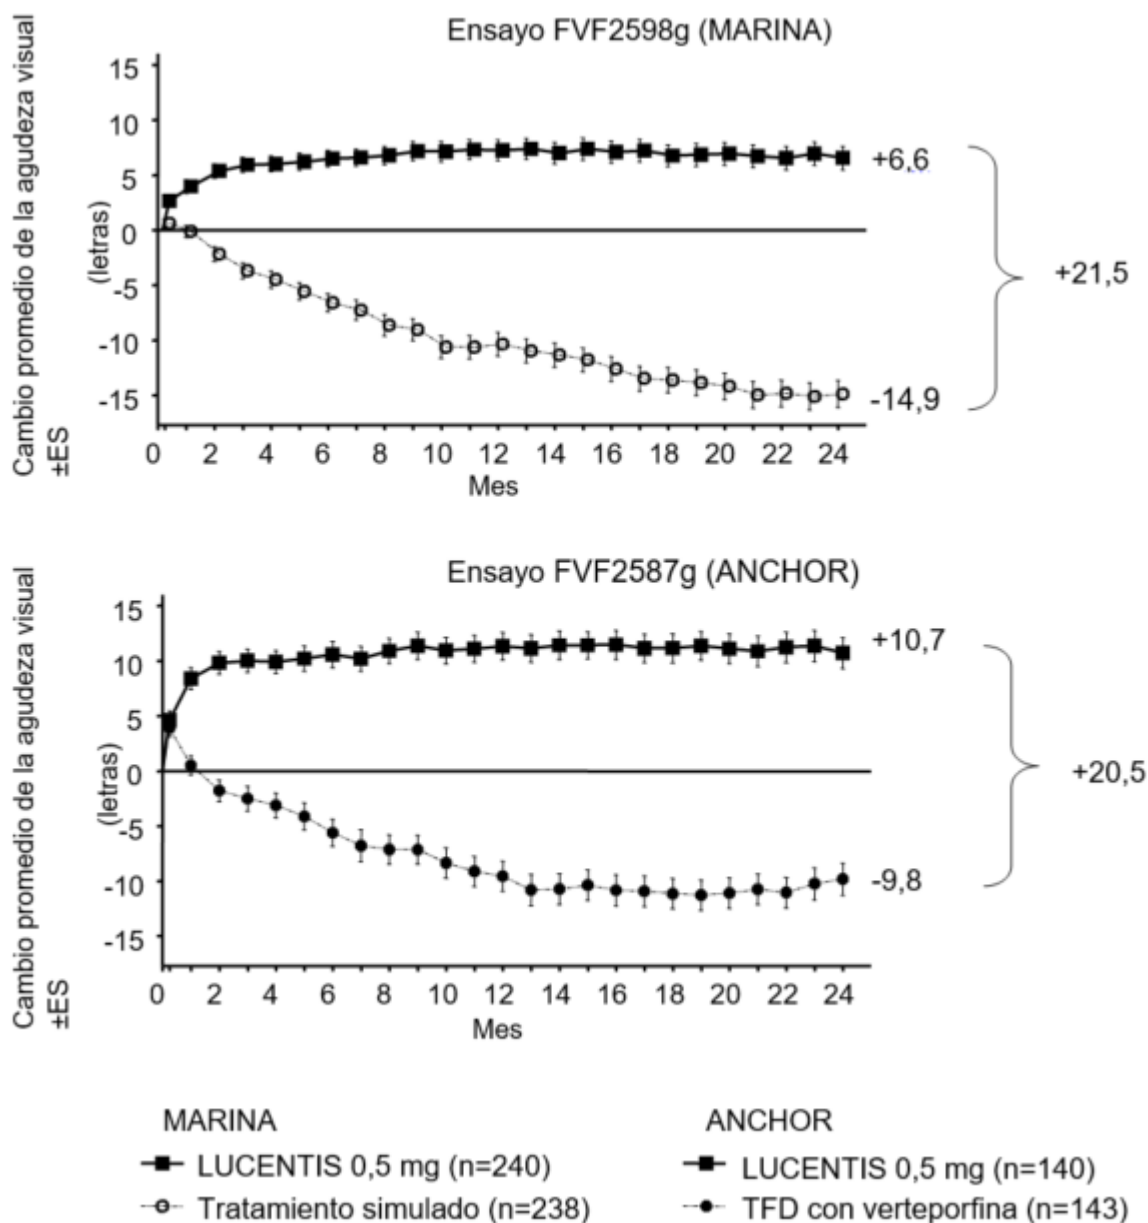 Ensayo FVF2598g (MARINA)
Cambio promedio de la agudeza visual
±ES
(letras)
15
10
5
0
-5
-10
-15
+6,6
-14,9
+21,5
0 2 4 6 8 10 12 14 16 18 20 22 24
Mes
Ensayo FVF2587g (ANCHOR)
Cambio promedio de la agudeza visual
±ES
(letras)
15
10
5
0
-5
-10
-15
+10,7
-9,8
+20,5
0 2 4 6 8 10 12 14 16 18 20 22 24
Mes
MARINA
LUCENTIS 0,5 mg (n=240)
Tratamiento simulado (n=238)
ANCHOR
LUCENTIS 0,5 mg (n=140)
TFD con verteporfina (n=143)